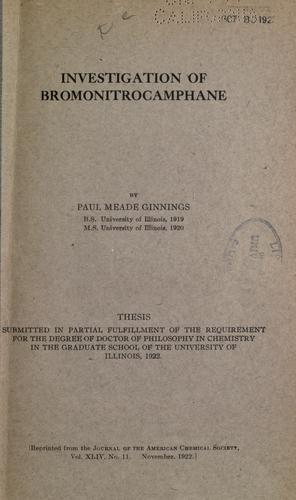 CALIFORNIA
OCT 192
INVESTIGATION OF
BROMONITROCAMPHANE
BY
PAUL MEADE GINNINGS
B.S. University of Illinois, 1919
M.S. University of Illinois, 1920
THESIS
SUBMITTED IN PARTIAL FULFILLMENT OF THE REQUIREMENT
FOR THE DEGREE OF DOCTOR OF PHILOSOPHY IN CHEMISTRY
IN THE GRADUATE SCHOOL OF THE UNIVERSITY OF
ILLINOIS, 1922.
[Reprinted from the JOURNAL OF THE AMERICAN CHEMICAL SOCIETY,
Vol. XLIV, No. 11. November, 1922.]